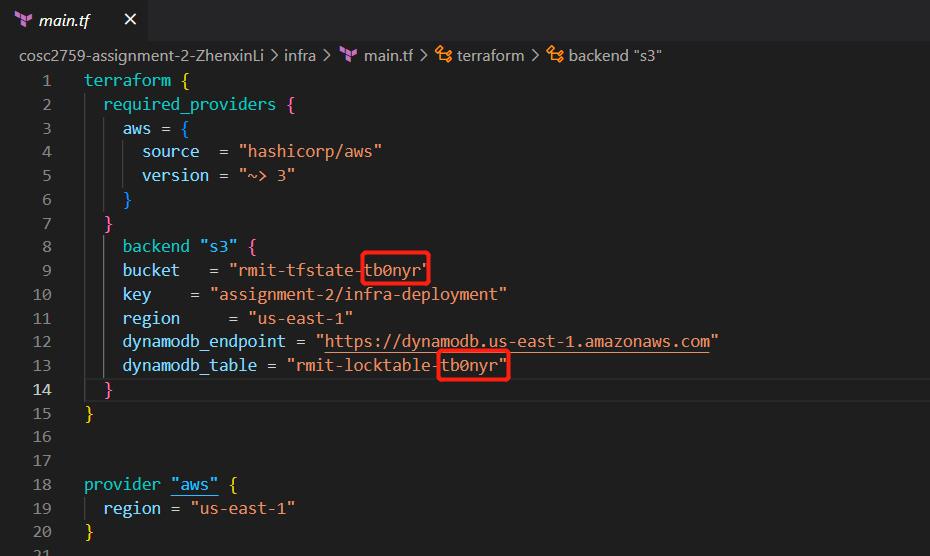 main.tf ×
cosc2759-assignment-2-ZhenxinLi > infra > main.tf > terraform > backend "s3"
1 terraform {
2 required_providers {
3 aws = {
4 source = "hashicorp/aws"
5 version = "~> 3"
6 }
7 }
8 backend "s3" {
9 bucket = "rmit-tfstate-tb0nyr"
10 key = "assignment-2/infra-deployment"
11 region = "us-east-1"
12 dynamodb_endpoint = "https://dynamodb.us-east-1.amazonaws.com"
13 dynamodb_table = "rmit-locktable-tb0nyr"
14 }
15 }
16
17
18 provider "aws" {
19 region = "us-east-1"
20 }
21